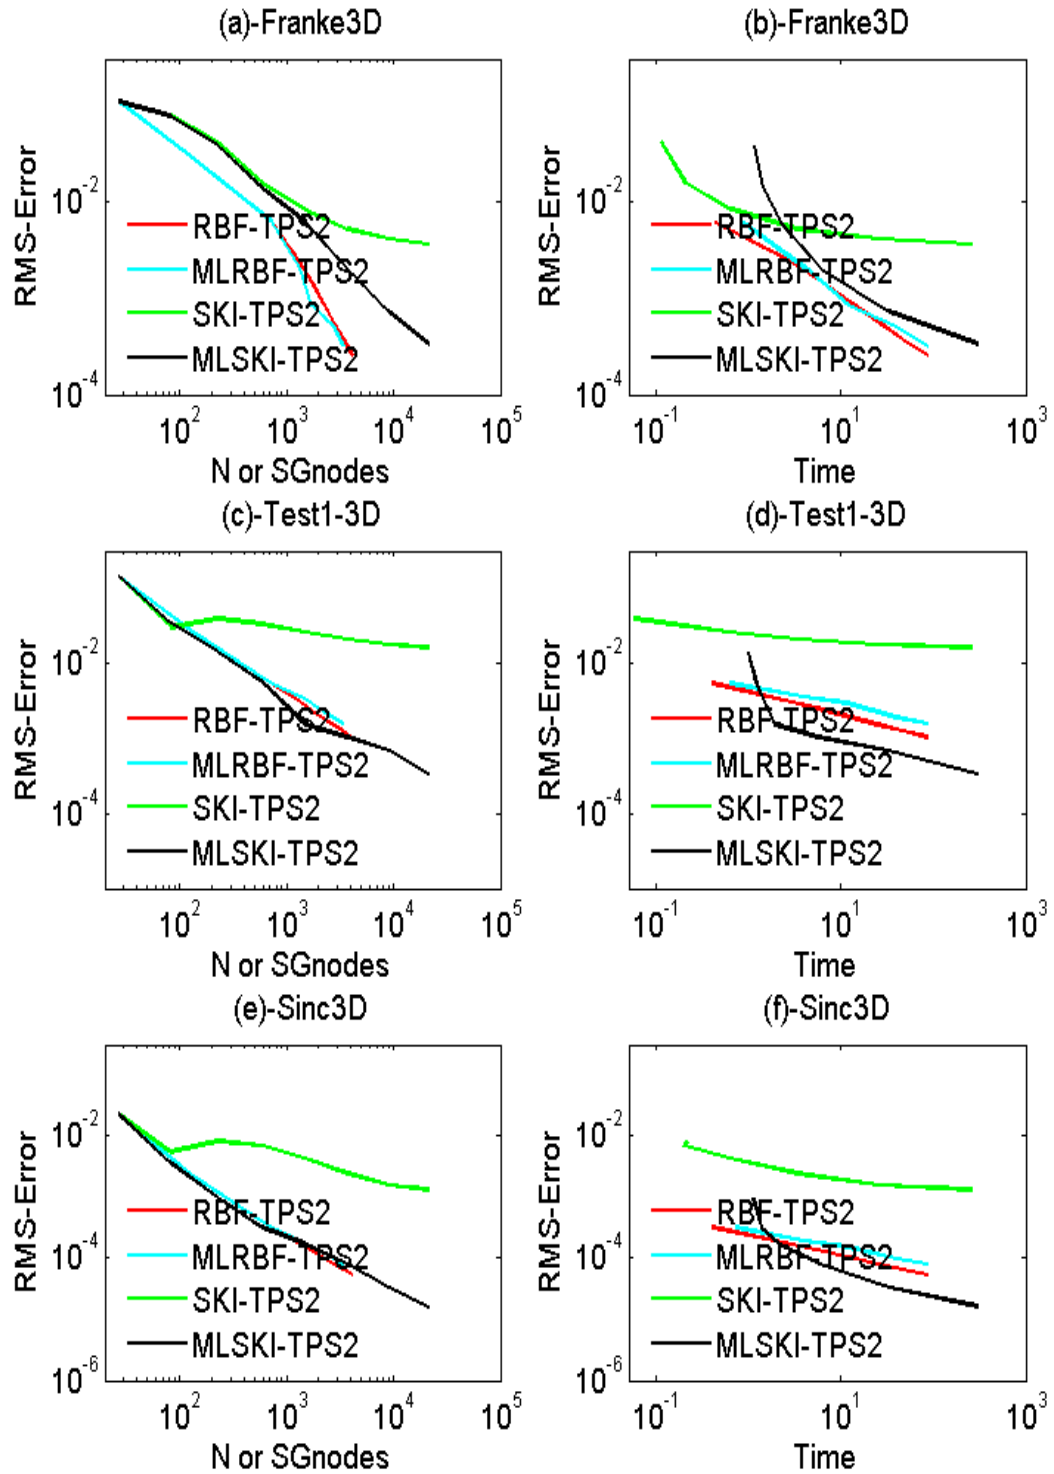 (a)-Franke3D
RMS-Error
10^-2
10^-4
RBF-TPS2
MLRBF-TPS2
SKI-TPS2
MLSKI-TPS2
10^2 10^3 10^4 10^5
N or SGnodes
(b)-Franke3D
RMS-Error
10^-2
10^-4
RBF-TPS2
MLRBF-TPS2
SKI-TPS2
MLSKI-TPS2
10^-1 10^1 10^3
Time
(c)-Test1-3D
RMS-Error
10^-2
10^-4
RBF-TPS2
MLRBF-TPS2
SKI-TPS2
MLSKI-TPS2
10^2 10^3 10^4 10^5
N or SGnodes
(d)-Test1-3D
RMS-Error
10^-2
10^-4
RBF-TPS2
MLRBF-TPS2
SKI-TPS2
MLSKI-TPS2
10^-1 10^1 10^3
Time
(e)-Sinc3D
RMS-Error
10^-2
10^-4
10^-6
RBF-TPS2
MLRBF-TPS2
SKI-TPS2
MLSKI-TPS2
10^2 10^3 10^4 10^5
N or SGnodes
(f)-Sinc3D
RMS-Error
10^-2
10^-4
10^-6
RBF-TPS2
MLRBF-TPS2
SKI-TPS2
MLSKI-TPS2
10^-1 10^1 10^3
Time